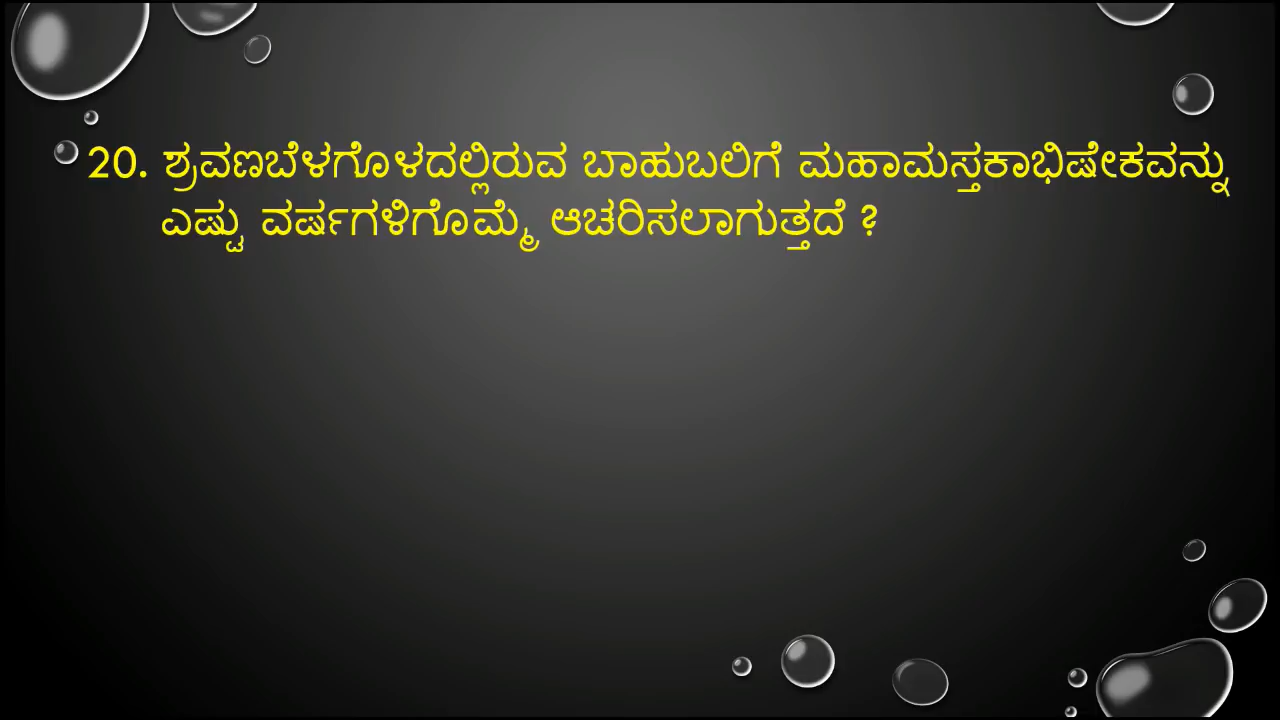 20. ಶ್ರವಣಬೆಳಗೊಳದಲ್ಲಿರುವ ಬಾಹುಬಲಿಗೆ ಮಹಾಮಸ್ತಕಾಭಿಷೇಕವನ್ನು
ಎಷ್ಟು ವರ್ಷಗಳಿಗೊಮ್ಮೆ ಆಚರಿಸಲಾಗುತ್ತದೆ ?